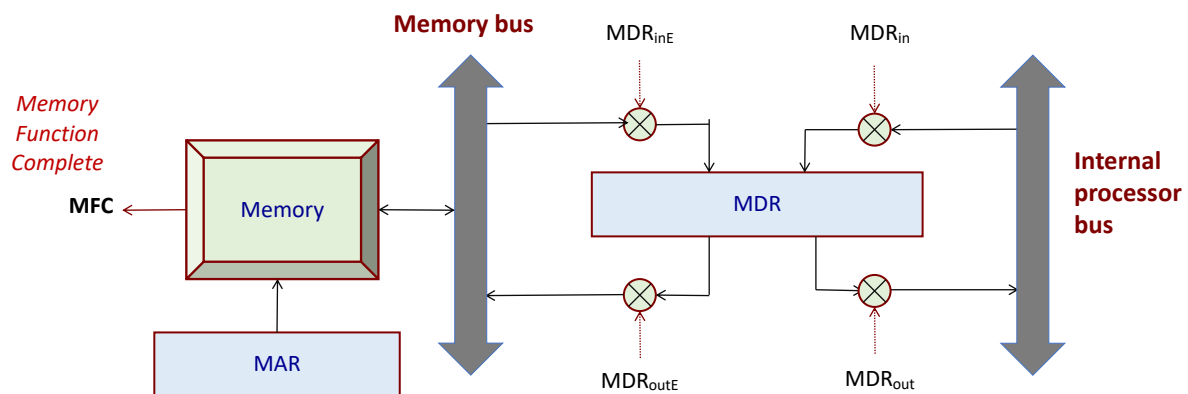 Memory bus
MDRinE
MDRin
Memory
Function
Complete
MFC
Memory
MDR
Internal
processor
bus
MAR
MDRoutE
MDRout